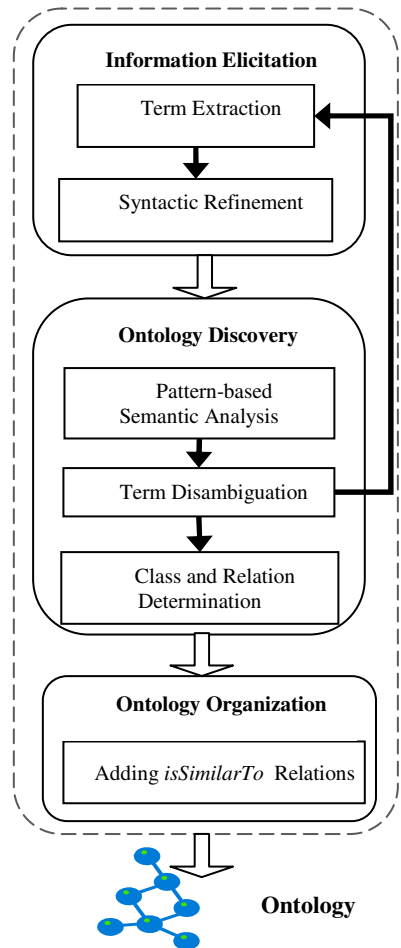 Information Elicitation
Term Extraction
Syntactic Refinement
Ontology Discovery
Pattern-based
Semantic Analysis
Term Disambiguation
Class and Relation
Determination
Ontology Organization
Adding isSimilarTo Relations
Ontology